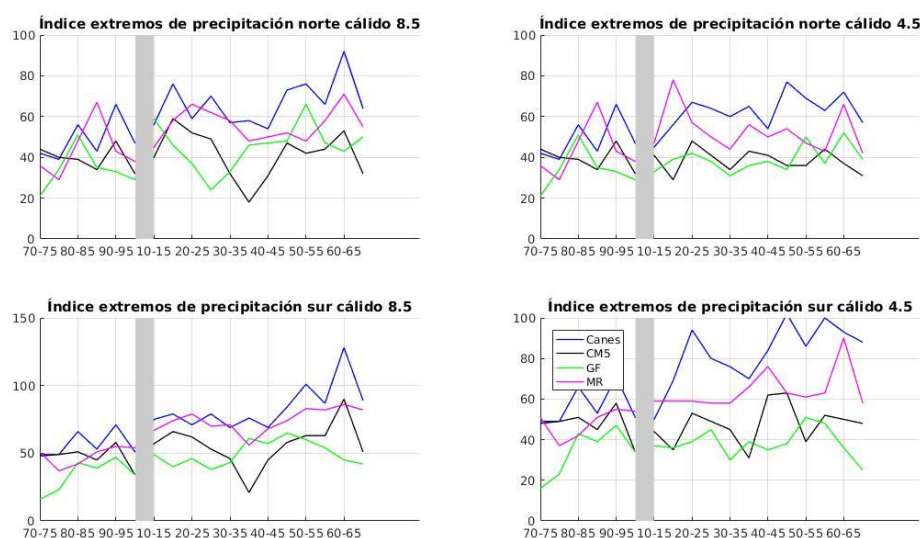 Índice extremos de precipitación norte cálido 8.5
100
80
60
40
20
0
70-75 80-85 90-95 10-15 20-25 30-35 40-45 50-55 60-65
Índice extremos de precipitación norte cálido 4.5
100
80
60
40
20
0
70-75 80-85 90-95 10-15 20-25 30-35 40-45 50-55 60-65
Índice extremos de precipitación sur cálido 8.5
150
100
50
0
70-75 80-85 90-95 10-15 20-25 30-35 40-45 50-55 60-65
Índice extremos de precipitación sur cálido 4.5
100
80
60
40
20
0
Canes
CM5
GF
MR
70-75 80-85 90-95 10-15 20-25 30-35 40-45 50-55 60-65